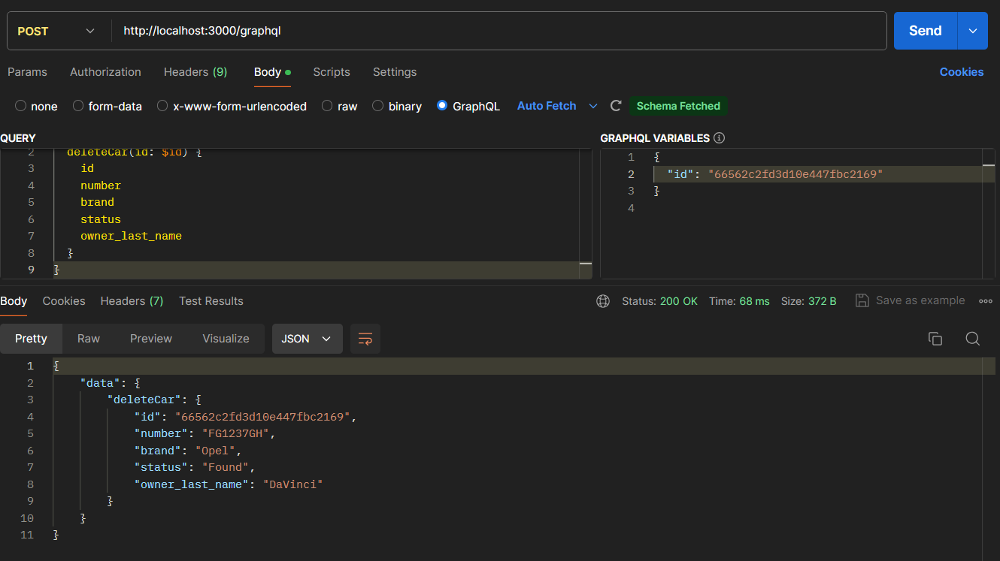 POST http://localhost:3000/graphql Send
Params Authorization Headers (9) Body Scripts Settings Cookies
none form-data x-www-form-urlencoded raw binary GraphQL Auto Fetch Schema Fetched
QUERY
2 deleteCar(id: $id) {
3 id
4 number
5 brand
6 status
7 owner_last_name
8 }
9 }
GRAPHQL VARIABLES
1 {
2 "id": "66562c2fd3d10e447fbc2169"
3 }
4
Body Cookies Headers (7) Test Results Status: 200 OK Time: 68 ms Size: 372 B Save as example
Pretty Raw Preview Visualize JSON
1 {
2 "data": {
3 "deleteCar": {
4 "id": "66562c2fd3d10e447fbc2169",
5 "number": "FG1237GH",
6 "brand": "Opel",
7 "status": "Found",
8 "owner_last_name": "DaVinci"
9 }
10 }
11 }